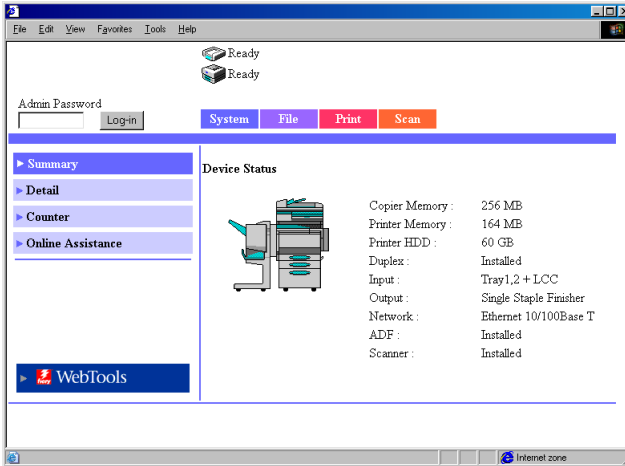 File Edit View Favorites Tools Help
Ready
Ready
Admin Password
Log-in
System File Print Scan
Summary
Detail
Counter
Online Assistance
Device Status
Copier Memory : 256 MB
Printer Memory : 164 MB
Printer HDD : 60 GB
Duplex : Installed
Input : Tray1,2 + LCC
Output : Single Staple Finisher
Network : Ethernet 10/100Base T
ADF : Installed
Scanner : Installed
fiery WebTools
Internet zone